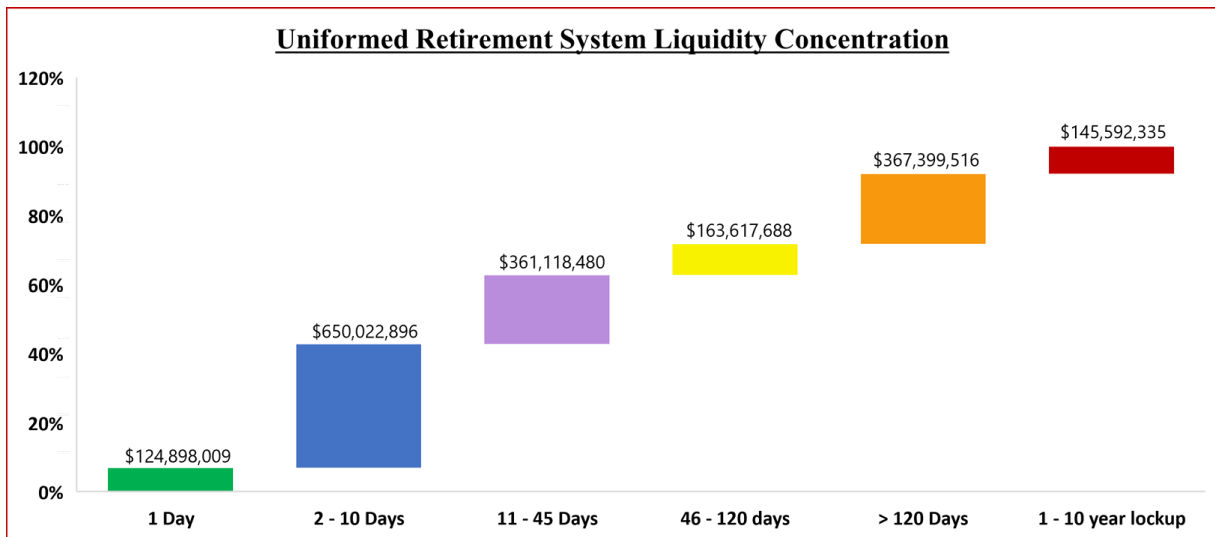 Uniformed Retirement System Liquidity Concentration
120%
100%
80%
60%
40%
20%
0%
$124,898,009
$650,022,896
$361,118,480
$163,617,688
$367,399,516
$145,592,335
1 Day
2 - 10 Days
11 - 45 Days
46 - 120 days
> 120 Days
1 - 10 year lockup